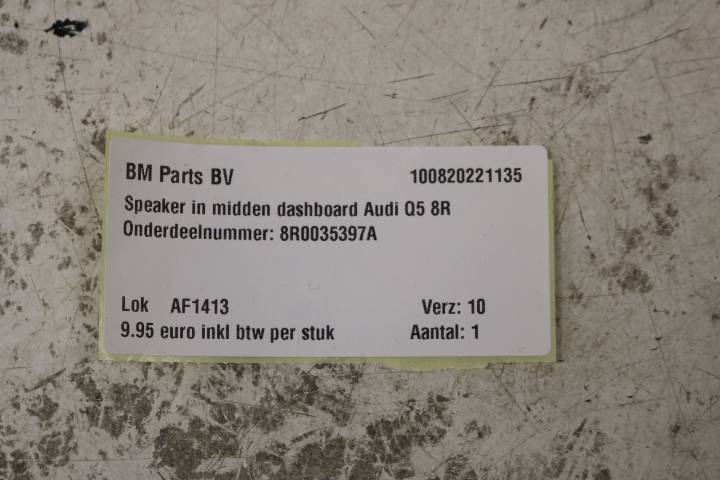 BM Parts BV 100820221135
Speaker in midden dashboard Audi Q5 8R
Onderdeelnummer: 8R0035397A
Lok AF1413 Verz: 10
9.95 euro inkl btw per stuk Aantal: 1